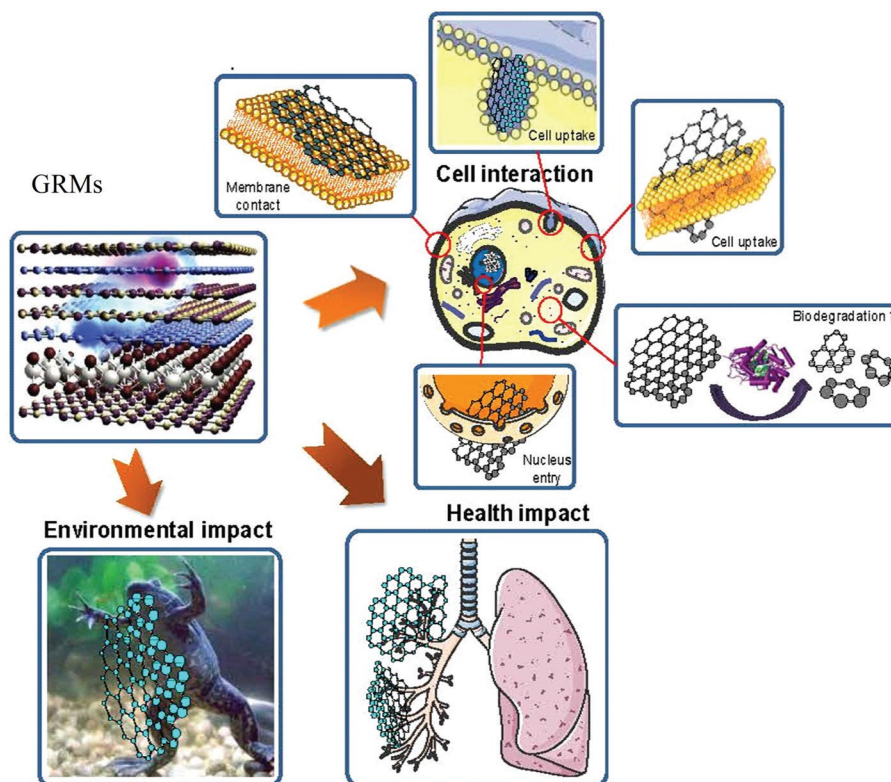 Cell uptake
Membrane
contact
Cell interaction
Cell uptake
GRMs
Biodegradation ?
Nucleus
entry
Environmental impact
Health impact